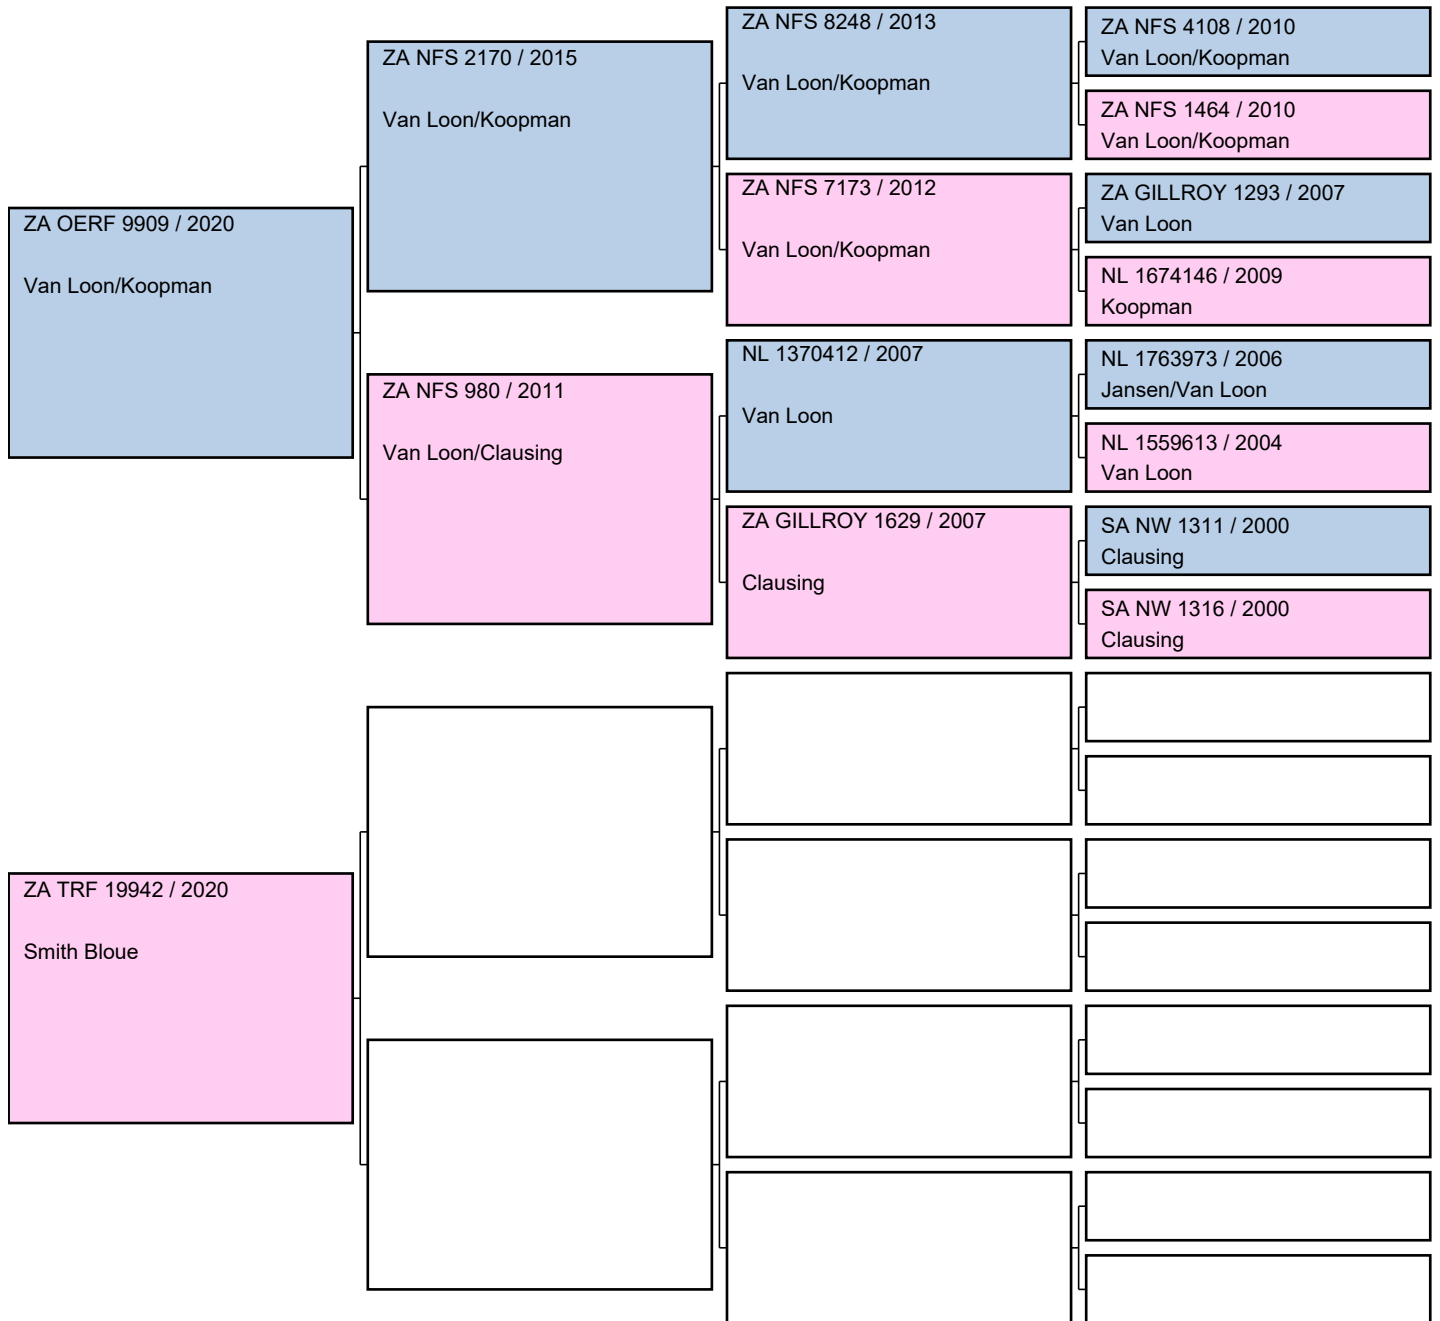 ZA OERF 9909 / 2020
Van Loon/Koopman
ZA TRF 19942 / 2020
Smith Bloue
ZA NFS 2170 / 2015
Van Loon/Koopman
ZA NFS 980 / 2011
Van Loon/Clausing
ZA NFS 8248 / 2013
Van Loon/Koopman
ZA NFS 7173 / 2012
Van Loon/Koopman
NL 1370412 / 2007
Van Loon
ZA GILLROY 1629 / 2007
Clausing
ZA NFS 4108 / 2010
Van Loon/Koopman
ZA NFS 1464 / 2010
Van Loon/Koopman
ZA GILLROY 1293 / 2007
Van Loon
NL 1674146 / 2009
Koopman
NL 1763973 / 2006
Jansen/Van Loon
NL 1559613 / 2004
Van Loon
SA NW 1311 / 2000
Clausing
SA NW 1316 / 2000
Clausing